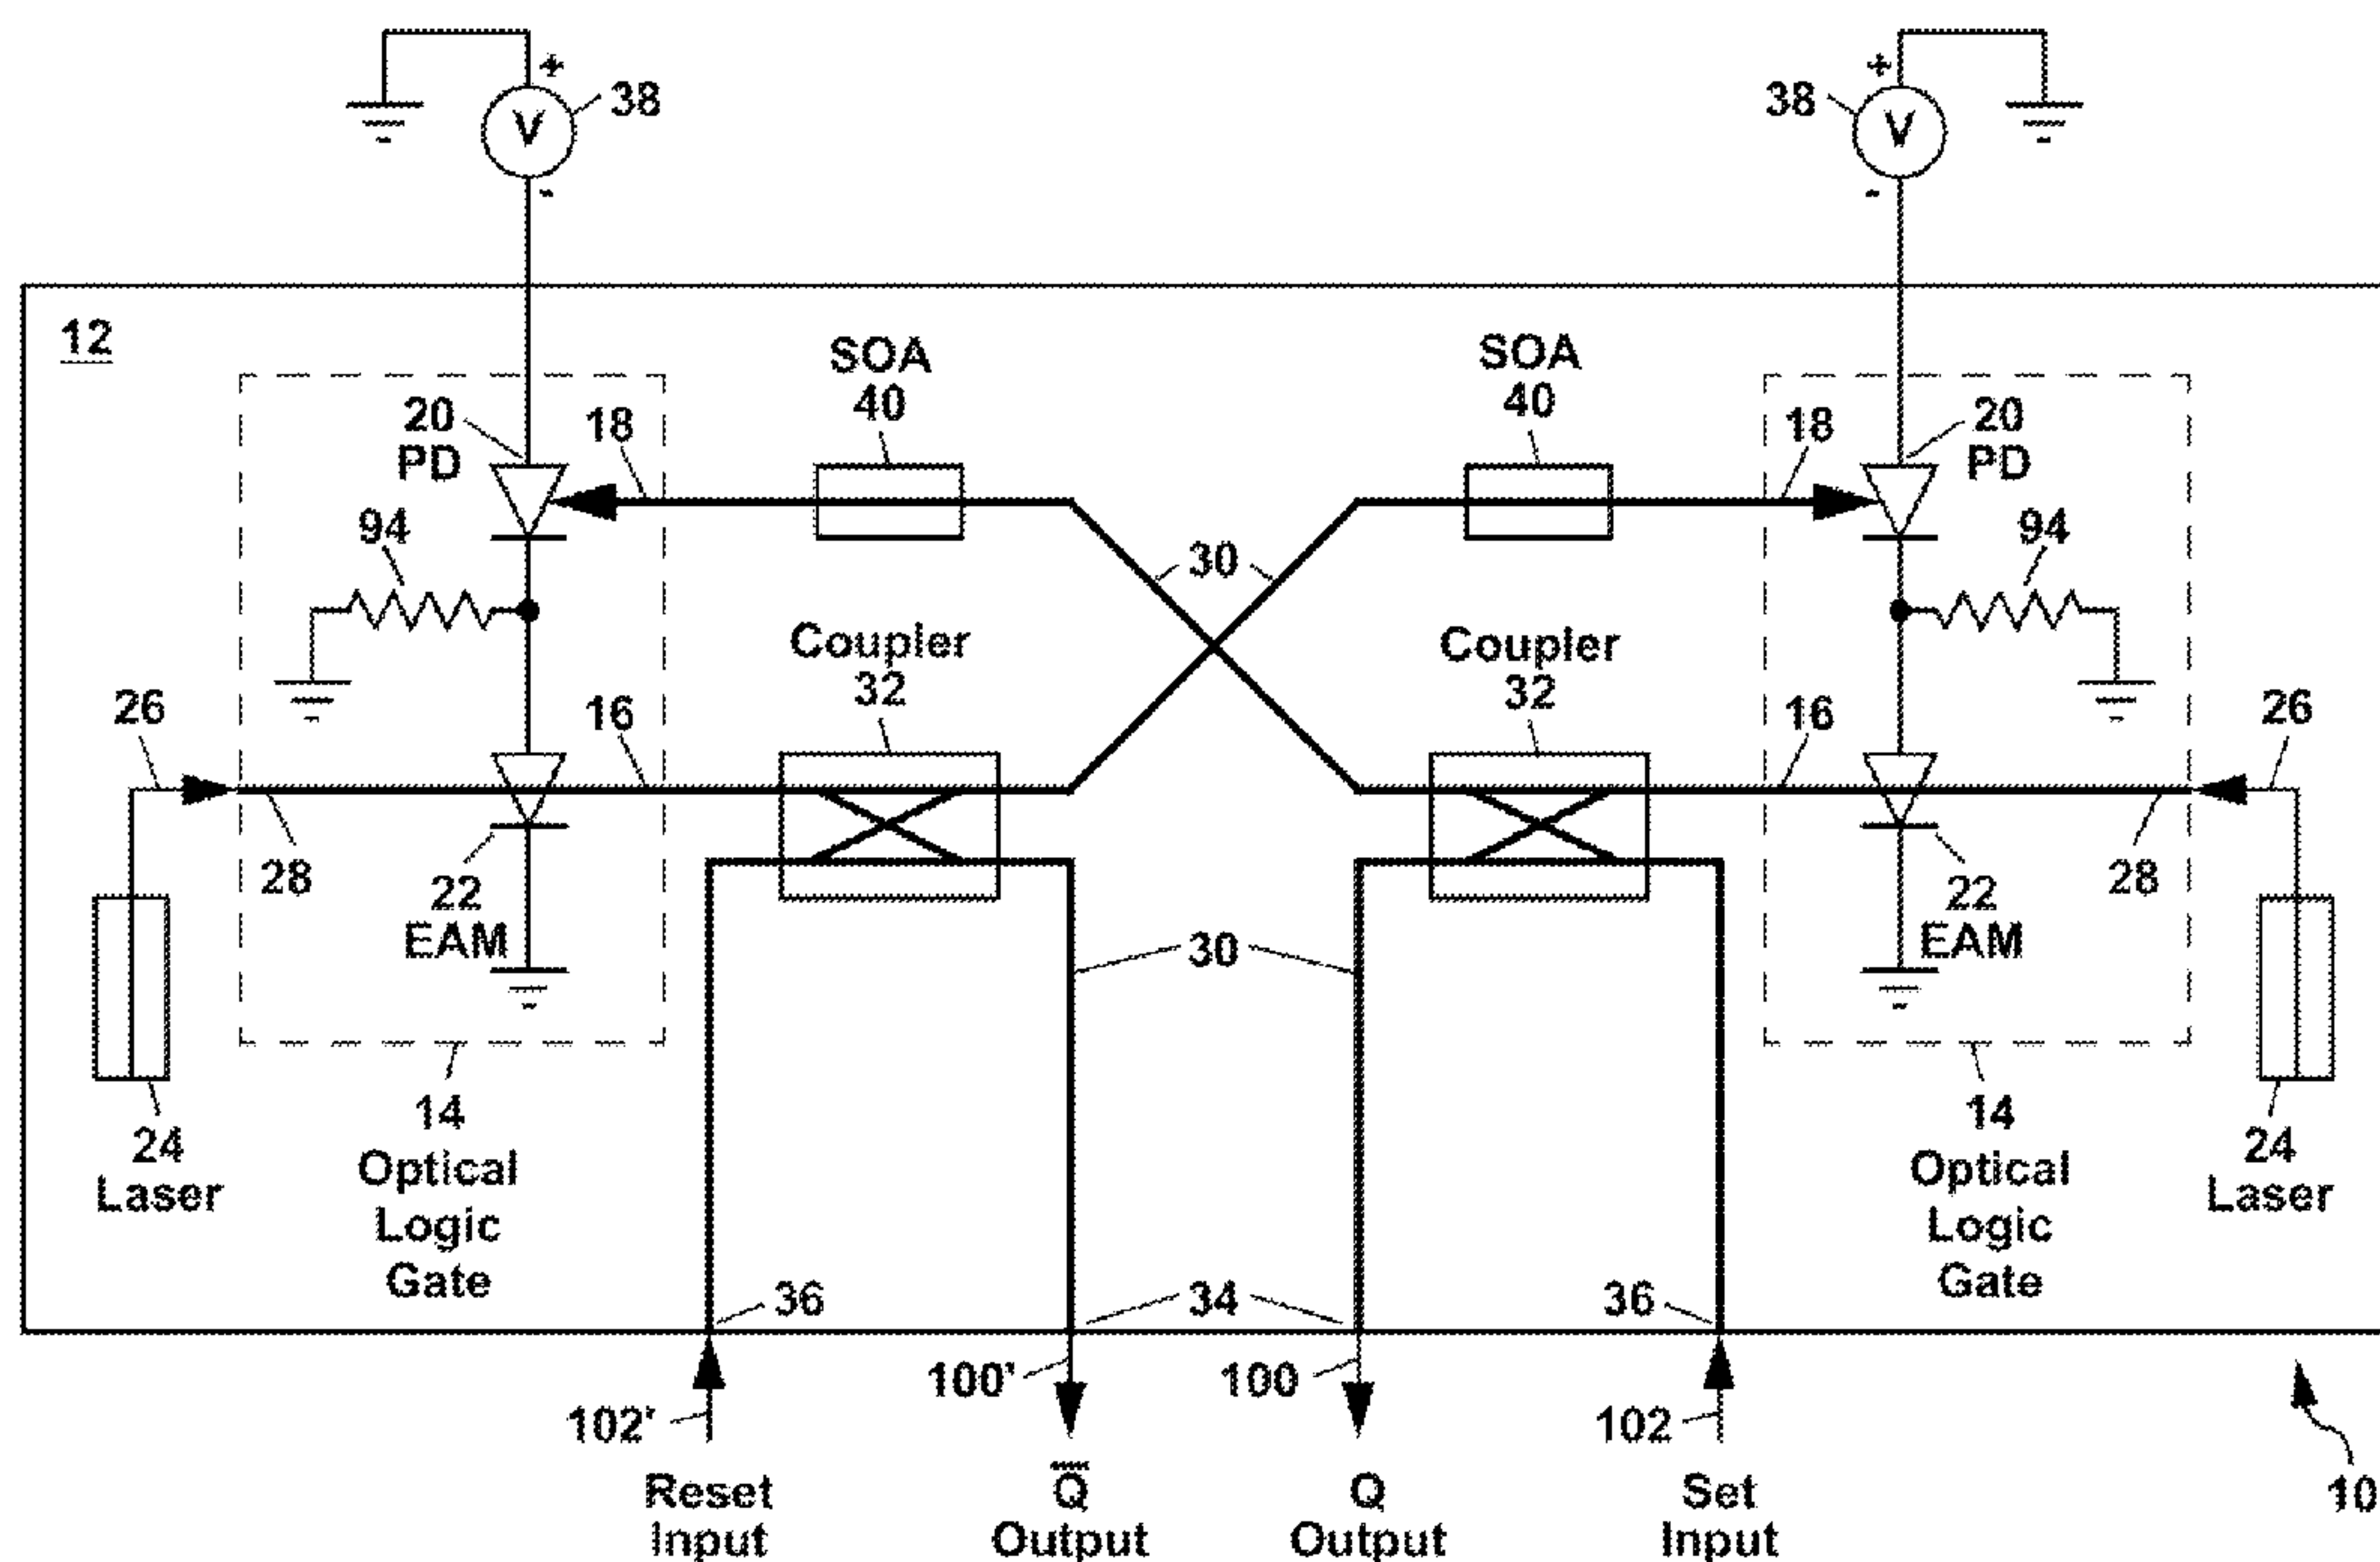 +
38
V
-
+
38
V
-
12
SOA
40
SOA
40
20
PD
18
18
20
PD
94
30
94
Coupler
32
Coupler
32
26
16
16
26
28
22
EAM
30
22
EAM
28
14
Optical
Logic
Gate
24
Laser
14
Optical
Logic
Gate
24
Laser
36
34
36
102'
100'
100
102
10
Reset
Input
Q̅
Output
Q
Output
Set
Input